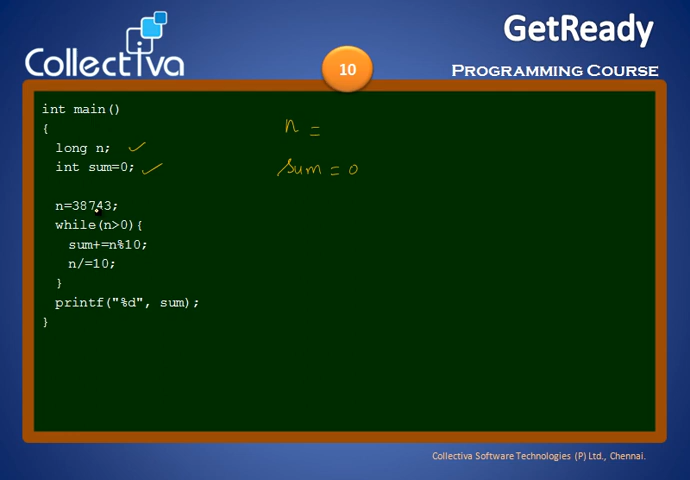 GetReady
Collectiva
10
PROGRAMMING COURSE
int main()
{
long n;
int sum=0;
n =
sum = 0
n=38743;
while(n>0){
sum+=n%10;
n/=10;
}
printf("%d", sum);
}
Collectiva Software Technologies (P) Ltd., Chennai.